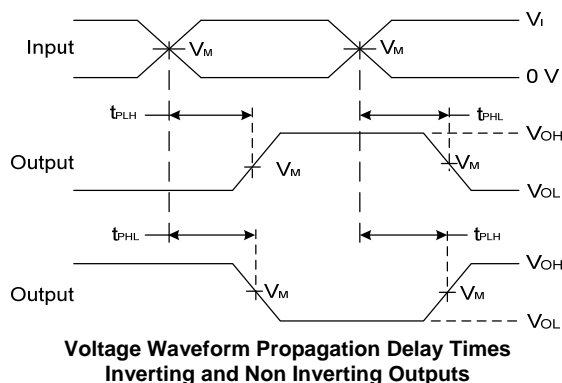 Input
VM
VM
VI
0 V
tPLH
tPHL
Output
VM
VM
VOH
VOL
tPHL
tPLH
Output
VM
VM
VOH
VOL
Voltage Waveform Propagation Delay Times
Inverting and Non Inverting Outputs